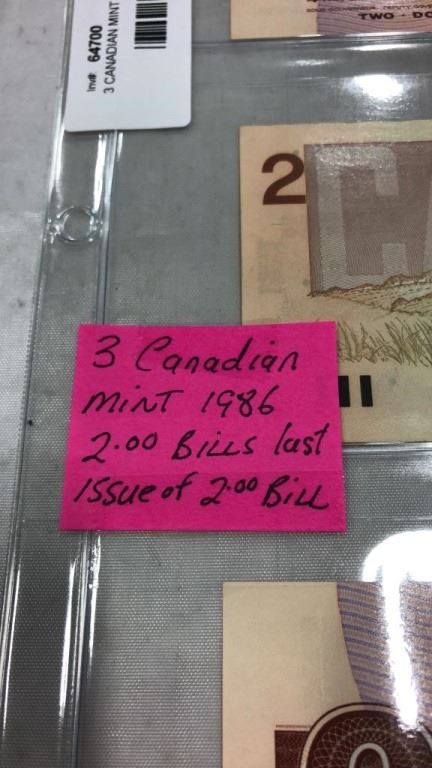 Inv#: 64700
3 CANADIAN MINT
TWO · DO
2
3 Canadian
MINT 1986
2.00 BILLS last
ISSUE of 2.00 BILL